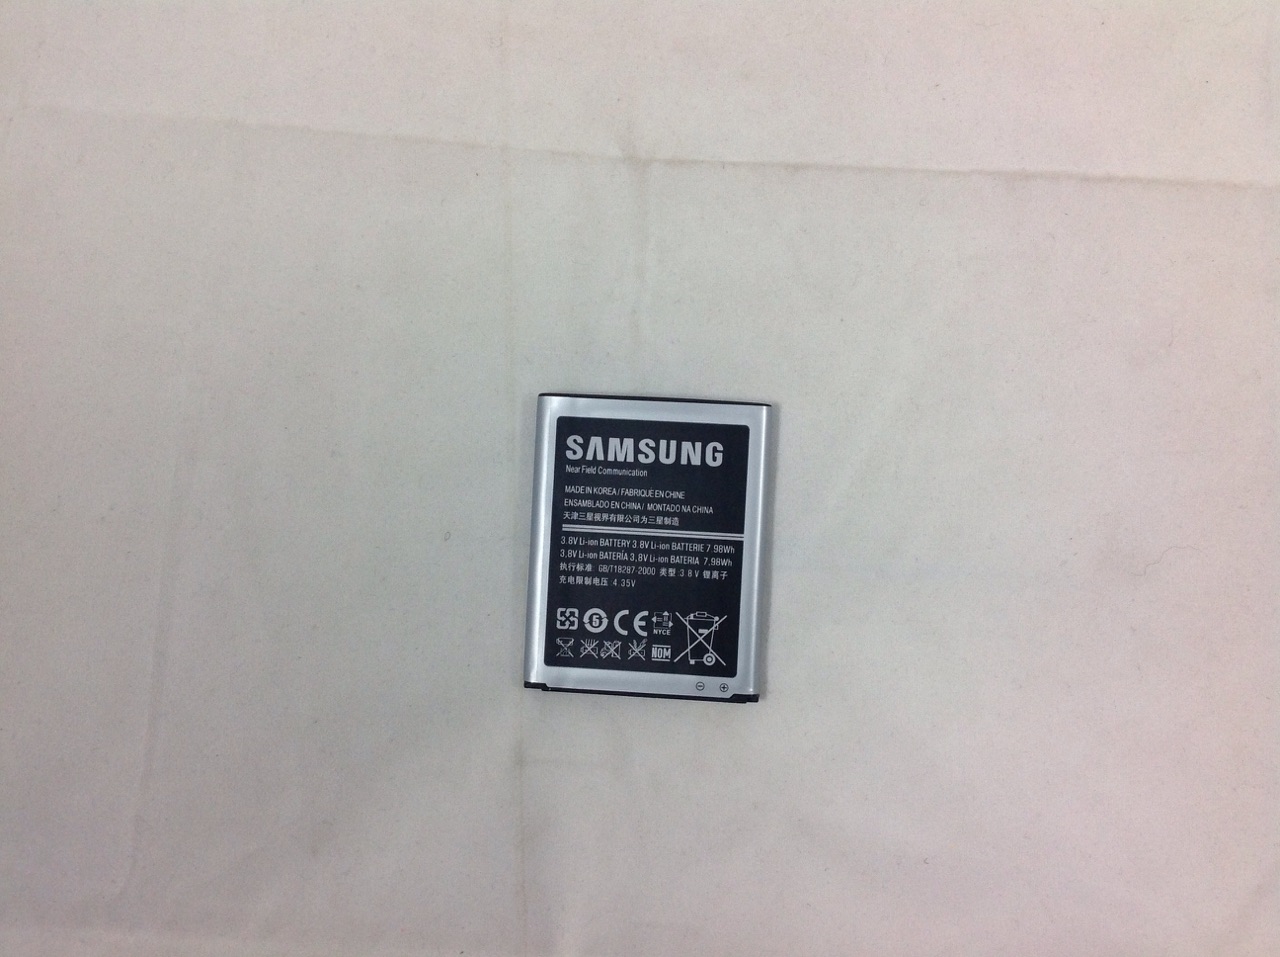 SAMSUNG
Near Field Communication
MADE IN KOREA / FABRIQUE EN CHINE
ENSAMBLADO EN CHINA / MONTADO NA CHINA
天津三星视界有限公司为三星制造
3.8V Li-ion BATTERY 3.8V Li-ion BATTERIE 7.98Wh
3,8V Li-ion BATERÍA 3,8V Li-ion BATERIA 7,98Wh
执行标准: GB/T18287-2000 类型: 3.8V 锂离子
充电限制电压: 4.35V
5 CE NYCE
NOM